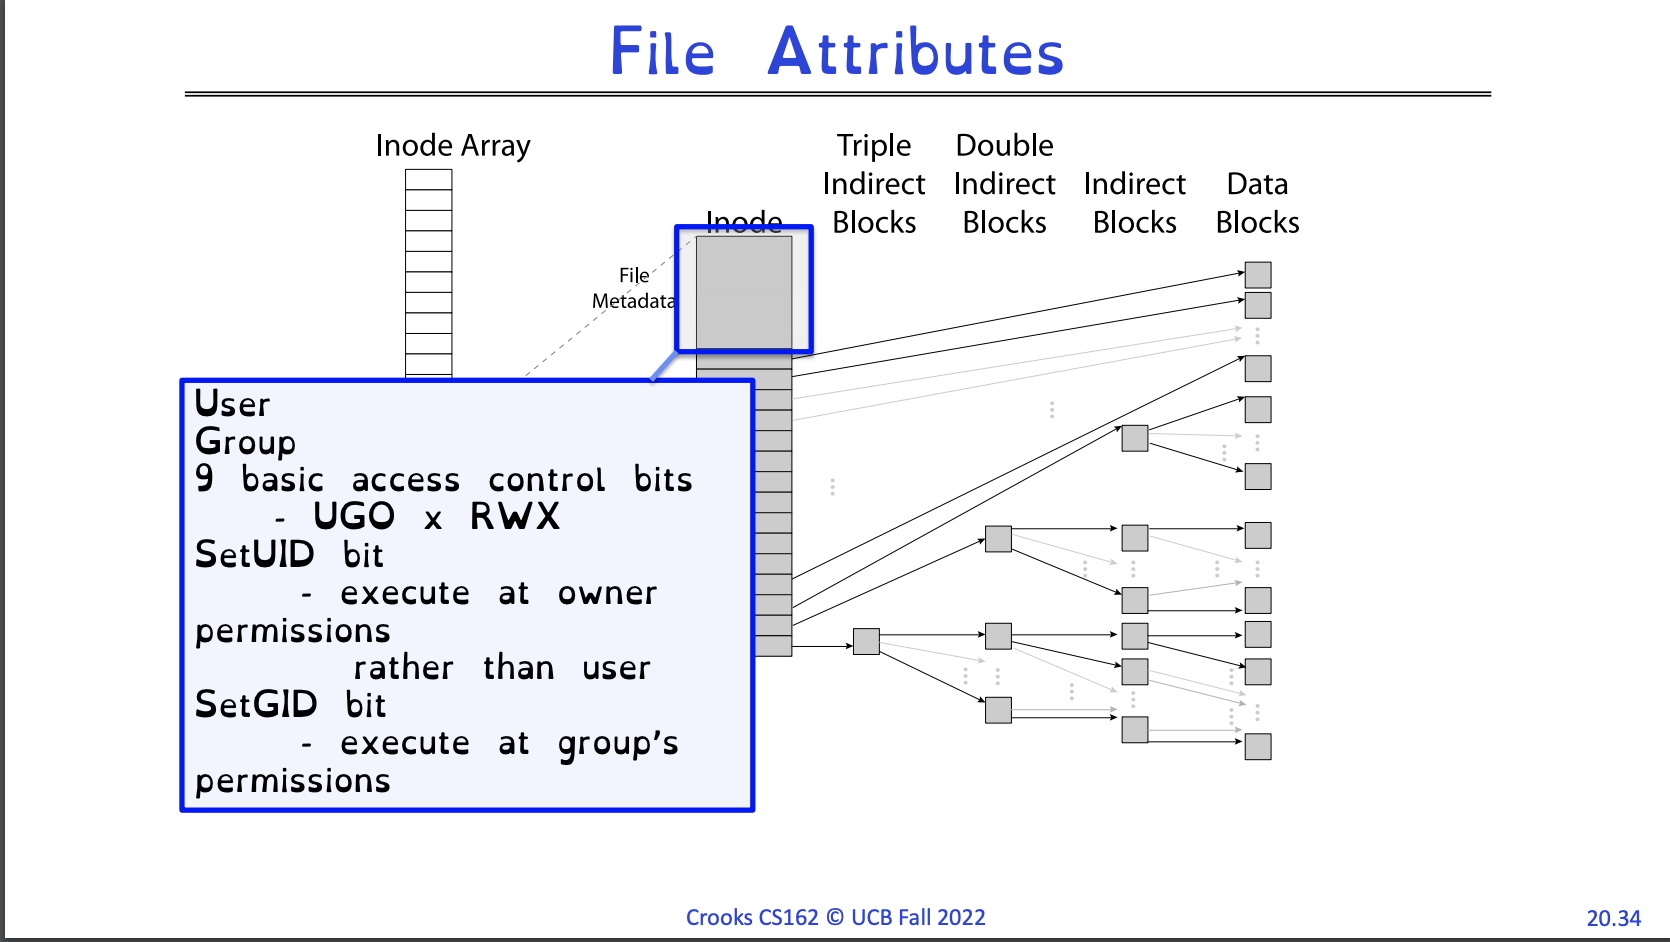 File Attributes
Inode Array
Triple
Indirect
Blocks
Double
Indirect
Blocks
Indirect
Blocks
Data
Blocks
Inode
File
Metadata
User
Group
9 basic access control bits
- UGO x RWX
SetUID bit
- execute at owner
permissions
rather than user
SetGID bit
- execute at group's
permissions
Crooks CS162 © UCB Fall 2022
20.34